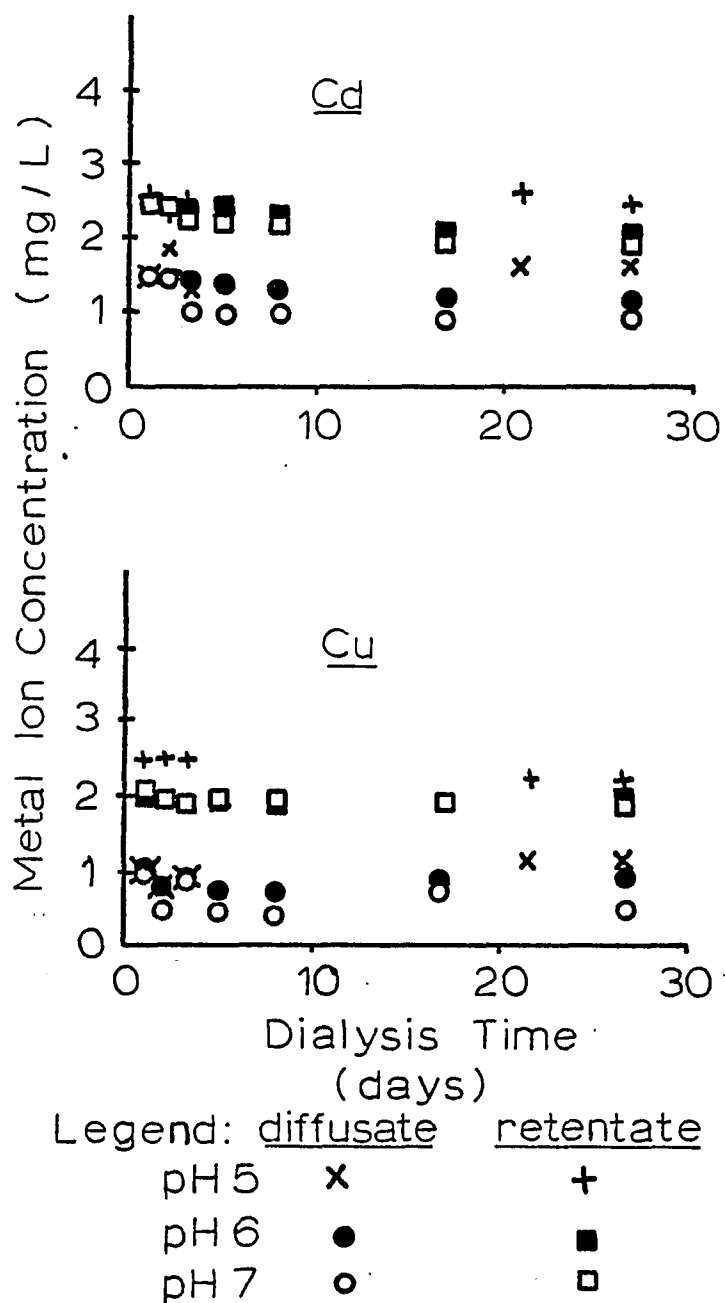 Metal Ion Concentration (mg/L)
Cd
4
3
2
1
0
0 10 20 30
Cu
4
3
2
1
0
0 10 20 30
Dialysis Time
(days)
Legend: diffusate retentate
pH 5 × +
pH 6 ● ■
pH 7 ○ □